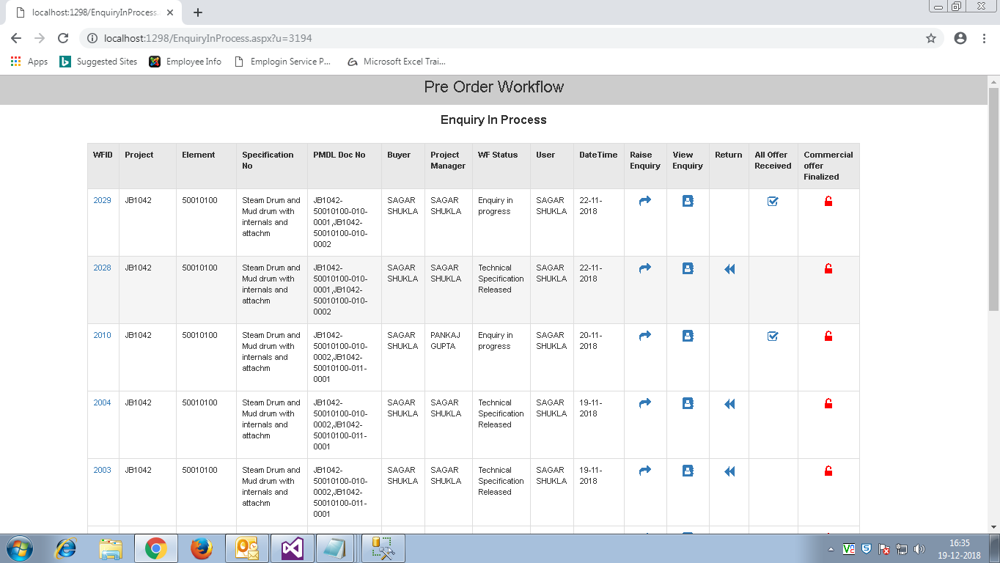 localhost:1298/EnquiryInProcess.
localhost:1298/EnquiryInProcess.aspx?u=3194
Apps Suggested Sites Employee Info Emplogin Service P... Microsoft Excel Trai...
Pre Order Workflow
Enquiry In Process
WFID Project Element Specification PMDL Doc No Buyer Project WF Status User DateTime Raise View Return All Offer Commercial
No Manager Enquiry Enquiry Received offer
Finalized
2029 JB1042 50010100 Steam Drum and JB1042- SAGAR SAGAR Enquiry in SAGAR 22-11-
Mud drum with 50010100-010- SHUKLA SHUKLA progress SHUKLA 2018
internals and 0001,JB1042-
attachm 50010100-010-
0002
2028 JB1042 50010100 Steam Drum and JB1042- SAGAR SAGAR Technical SAGAR 22-11-
Mud drum with 50010100-010- SHUKLA SHUKLA Specification SHUKLA 2018
internals and 0001,JB1042- Released
attachm 50010100-010-
0002
2010 JB1042 50010100 Steam Drum and JB1042- SAGAR PANKAJ Enquiry in SAGAR 20-11-
Mud drum with 50010100-010- SHUKLA GUPTA progress SHUKLA 2018
internals and 0002,JB1042-
attachm 50010100-011-
0001
2004 JB1042 50010100 Steam Drum and JB1042- SAGAR SAGAR Technical SAGAR 19-11-
Mud drum with 50010100-010- SHUKLA SHUKLA Specification SHUKLA 2018
internals and 0002,JB1042- Released
attachm 50010100-011-
0001
2003 JB1042 50010100 Steam Drum and JB1042- SAGAR SAGAR Technical SAGAR 19-11-
Mud drum with 50010100-010- SHUKLA SHUKLA Specification SHUKLA 2018
internals and 0002,JB1042- Released
attachm 50010100-011-
0001
16:35
19-12-2018